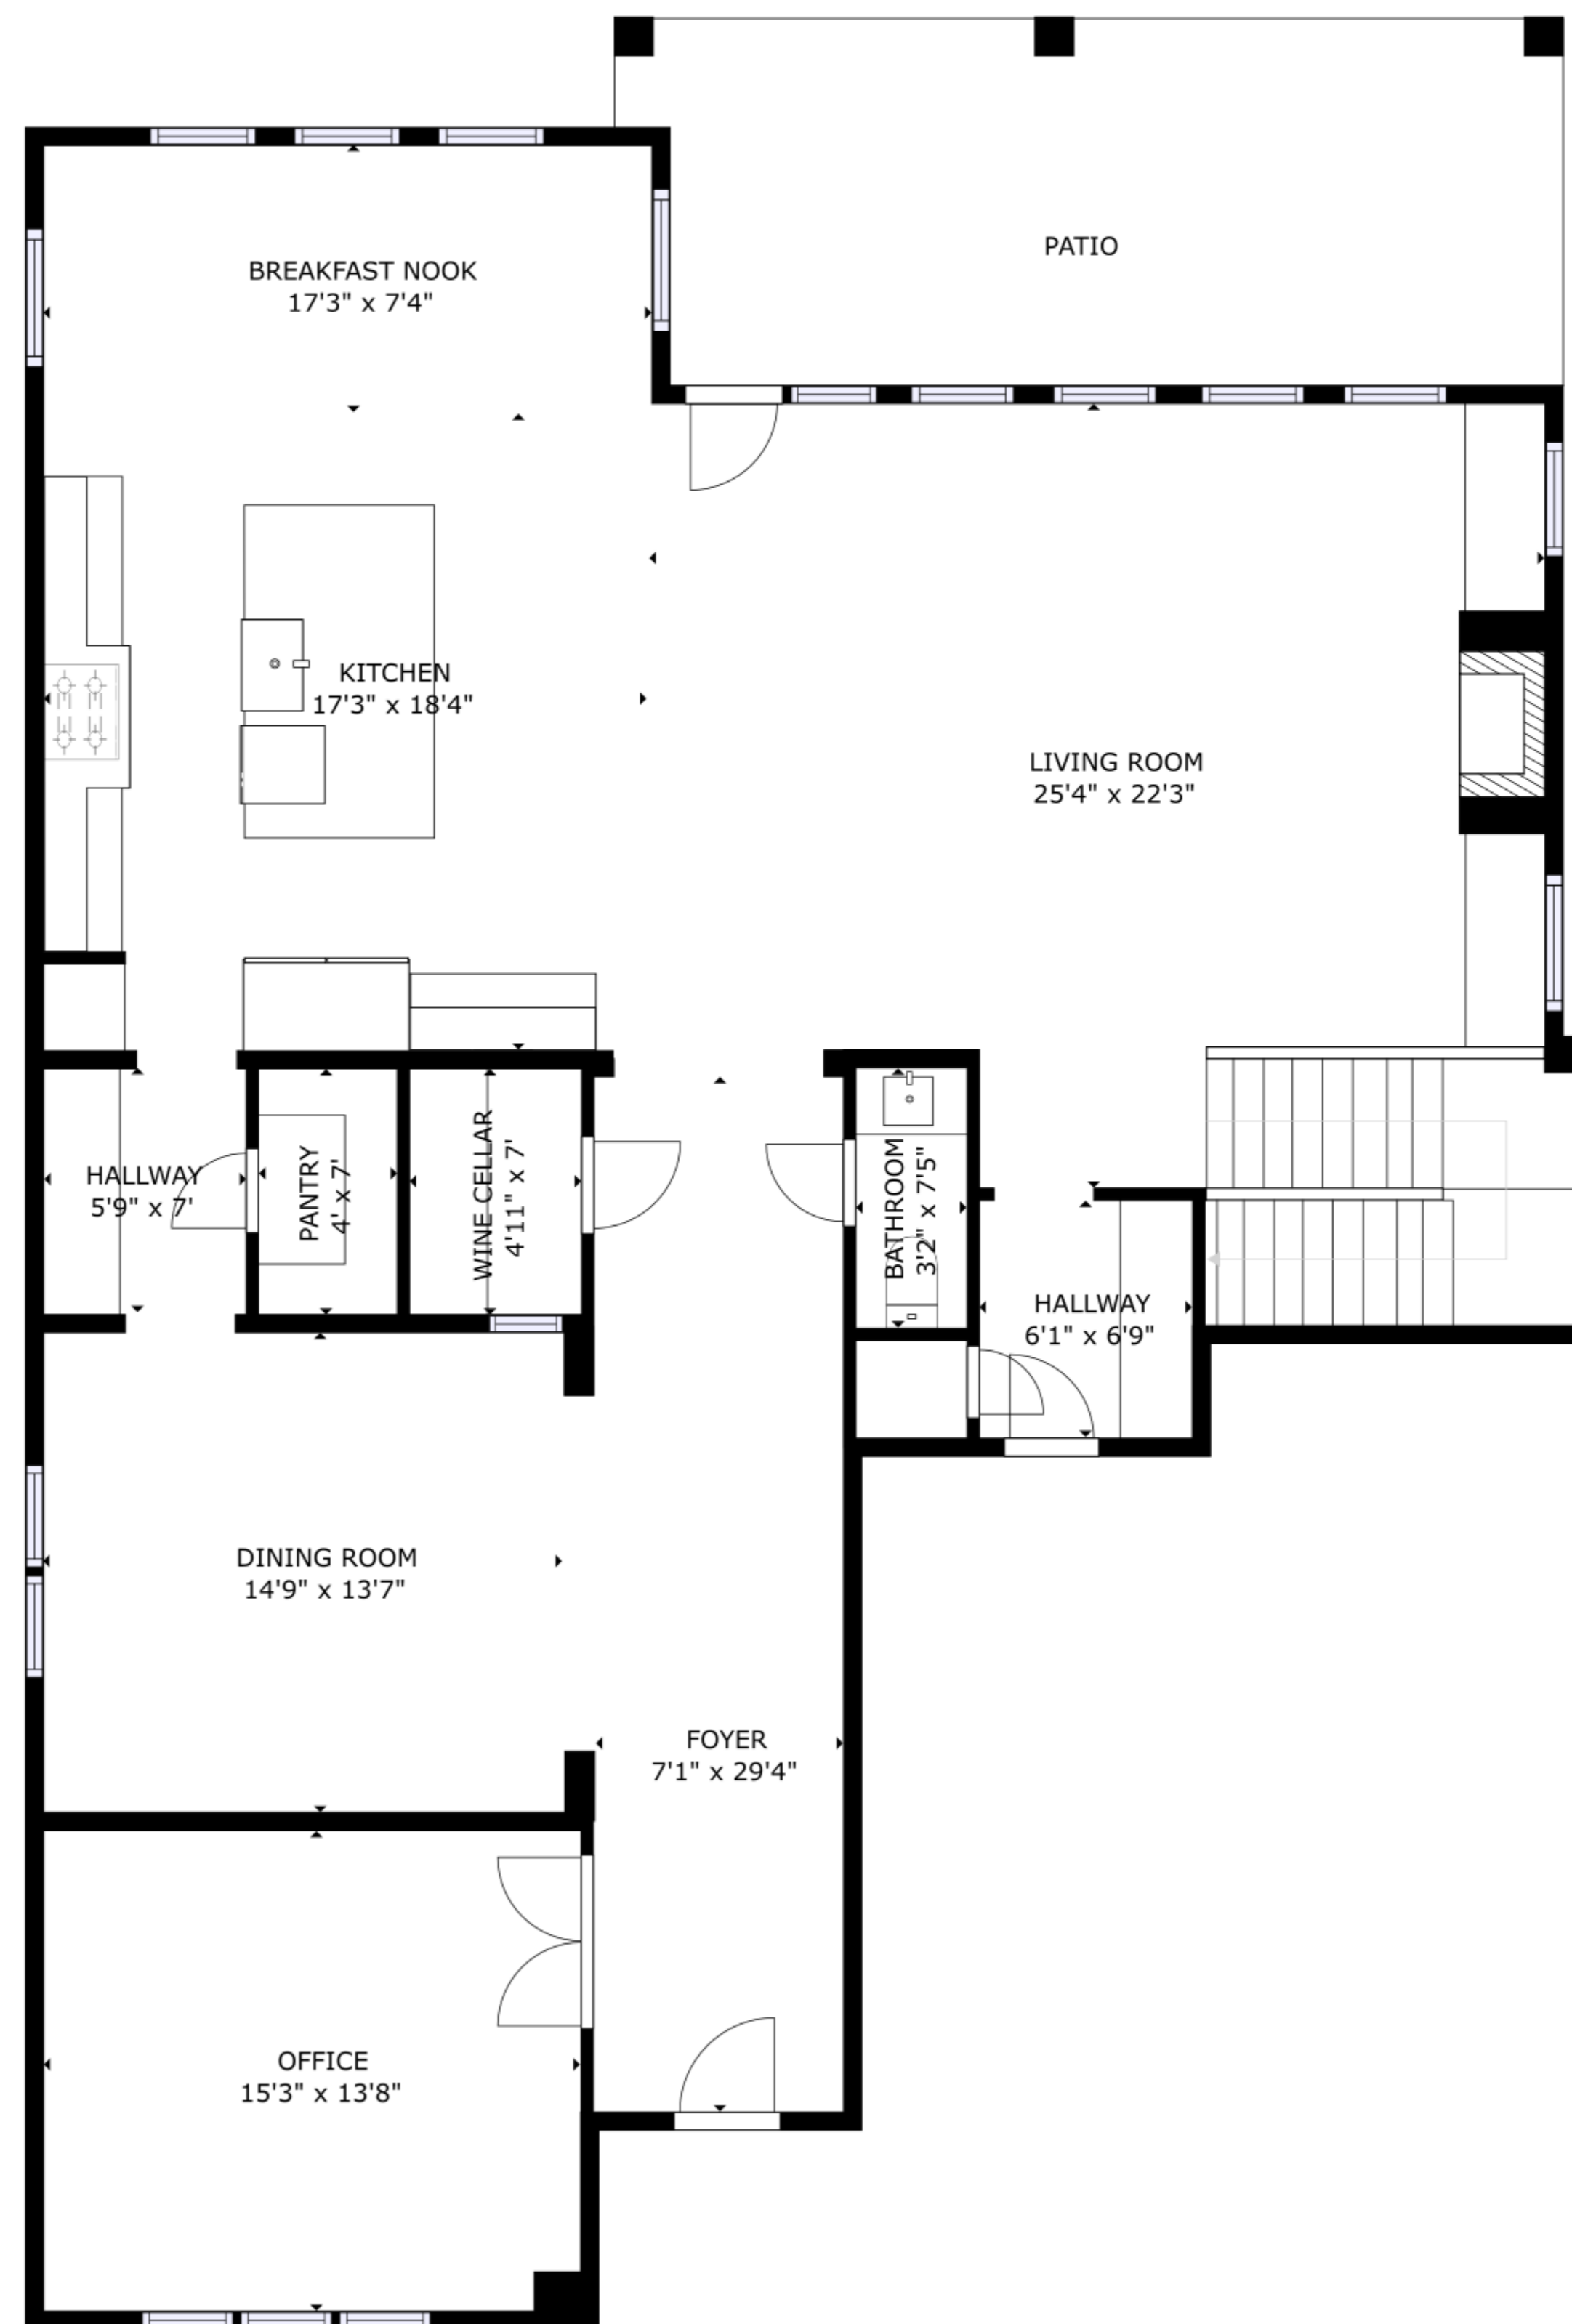 PATIO
BREAKFAST NOOK
17'3" x 7'4"
KITCHEN
17'3" x 18'4"
LIVING ROOM
25'4" x 22'3"
HALLWAY
5'9" x 7'
PANTRY
4' x 7'
WINE CELLAR
4'11" x 7'
BATHROOM
3'2" x 7'5"
HALLWAY
6'1" x 6'9"
DINING ROOM
14'9" x 13'7"
FOYER
7'1" x 29'4"
OFFICE
15'3" x 13'8"